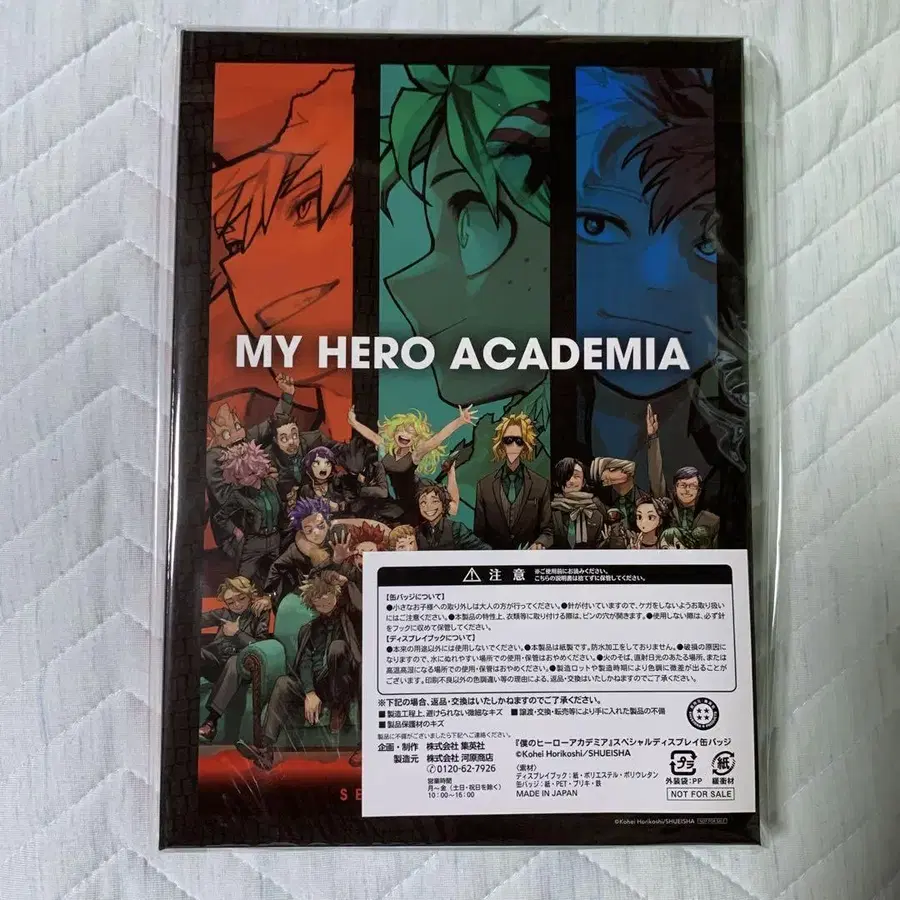 MY HERO ACADEMIA
注意 ※ご使用前にお読みください。
こちらの説明書は捨てずに保管してください。
【缶バッジについて】
●小さなお子様への取り外しは大人の方が行ってください。●針が付いていますので、ケガをしないようお取り扱い
にはご注意ください。●本製品の特性上、衣類等に取り付ける際は、ピンの穴が開きます。●使用しない際は、必ず針
をフックに収めて保管してください。
【ディスプレイブックについて】
●本来の用途以外には使用しないでください。●本製品は紙製です。防水加工をしておりません。●破損の原因に
なりますので、水にぬれやすい場所での使用・保管はおやめください。●火のそば、直射日光のあたる場所、または
高温高湿になる場所での使用・保管はおやめください。●製造ロットや製造時期により色調に微差が出ることが
ございます。印刷不良以外の色調違い等の理由による、返品・交換はいたしかねますのでご了承ください。
※下記の場合、返品・交換はいたしかねますのでご了承ください。
■製造工程上、避けられない微細なキズ ■譲渡・交換・転売等により手に入れた製品の不備
■製品保護材のキズ
製品に不備がございましたら下記へご連絡ください。
企画・制作 株式会社 集英社
製造元 株式会社 河原商店
0120-62-7926
営業時間
月~金(土日・祝日を除く)
10:00~16:00
『僕のヒーローアカデミア』スペシャルディスプレイ缶バッジ
©Kohei Horikoshi/SHUEISHA
《素材》
ディスプレイブック:紙・ポリエステル・ポリウレタン
缶バッジ:紙・PET・ブリキ・鉄
MADE IN JAPAN
プラ
外装袋:PP
紙
緩衝材
NOT FOR SALE
SE
©Kohei Horikoshi/SHUEISHA NOT FOR SALE